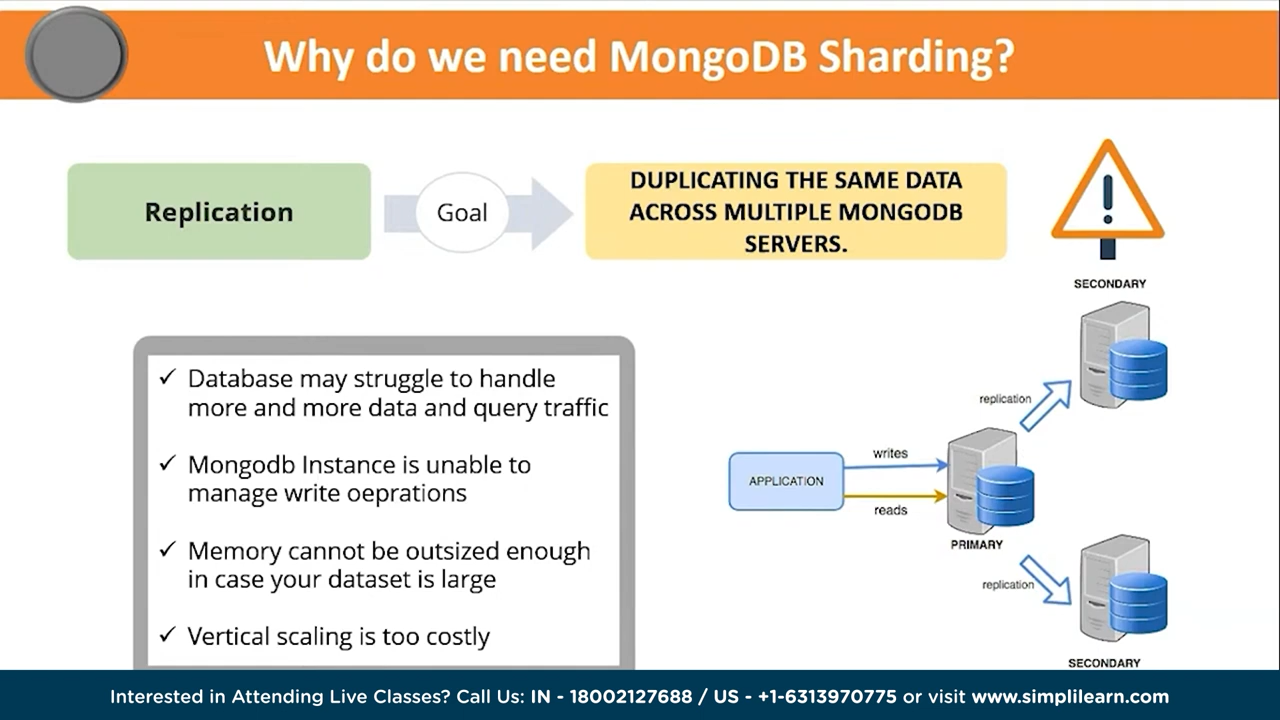 Why do we need MongoDB Sharding?
Replication
Goal
DUPLICATING THE SAME DATA
ACROSS MULTIPLE MONGODB
SERVERS.
✓ Database may struggle to handle
more and more data and query traffic
✓ Mongodb Instance is unable to
manage write oeprations
✓ Memory cannot be outsized enough
in case your dataset is large
✓ Vertical scaling is too costly
SECONDARY
replication
APPLICATION
writes
reads
PRIMARY
replication
SECONDARY
Interested in Attending Live Classes? Call Us: IN - 18002127688 / US - +1-6313970775 or visit www.simplilearn.com